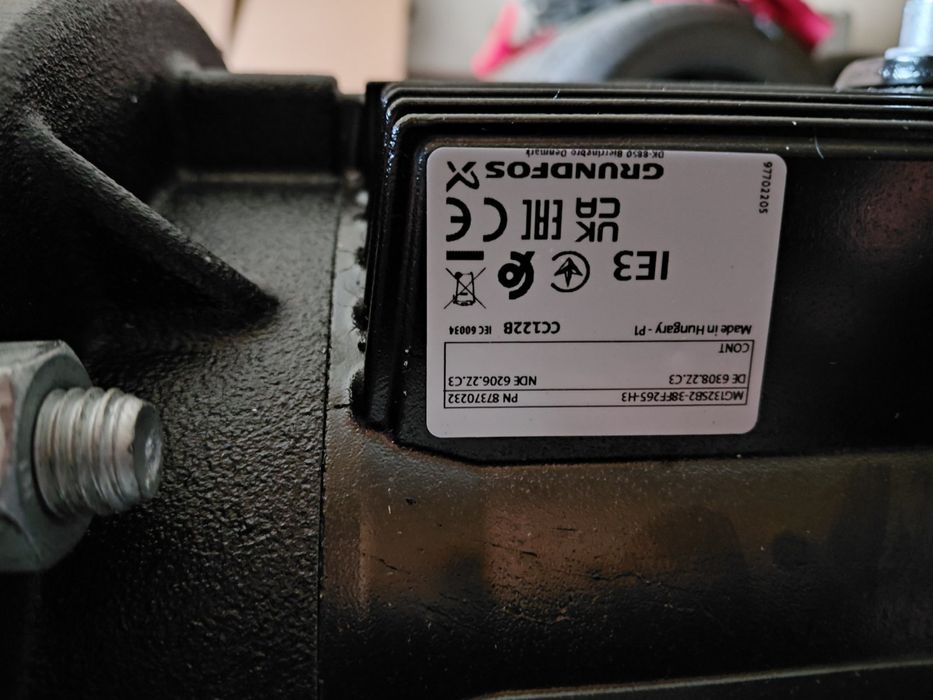 MG132SB2-38FF265-H3 PN 87370232
DE 6308.2Z.C3 NDE 6206.2Z.C3
CONT
Made in Hungary - P1 CC122B IEC 60034
IE3
UK CA EAC CE
GRUNDFOS
DK-8850 Bjerringbro Denmark
97702205